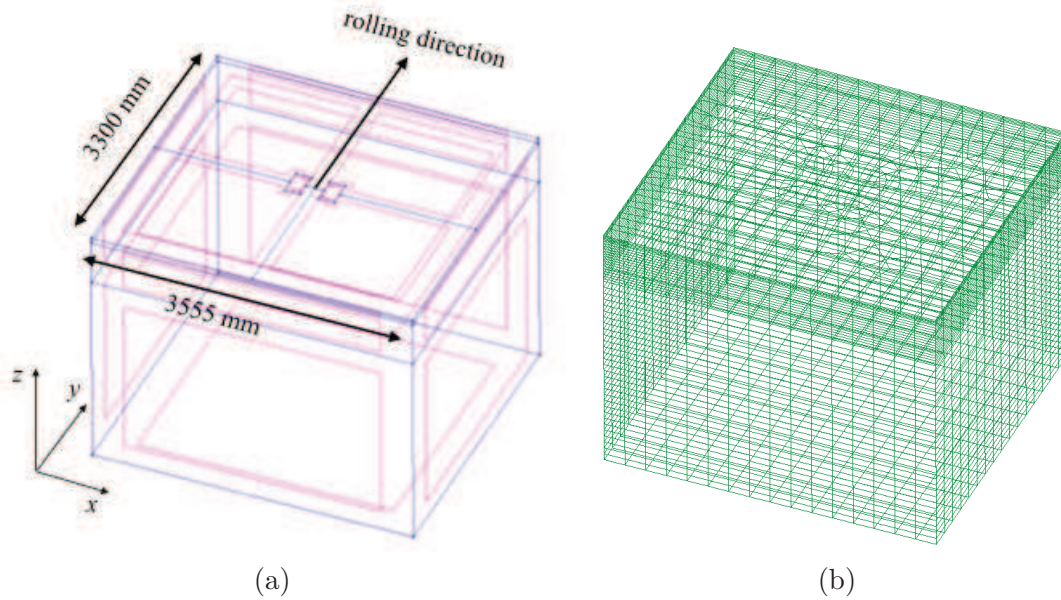 rolling direction
3300 mm
3555 mm
z
y
x
(a)
(b)